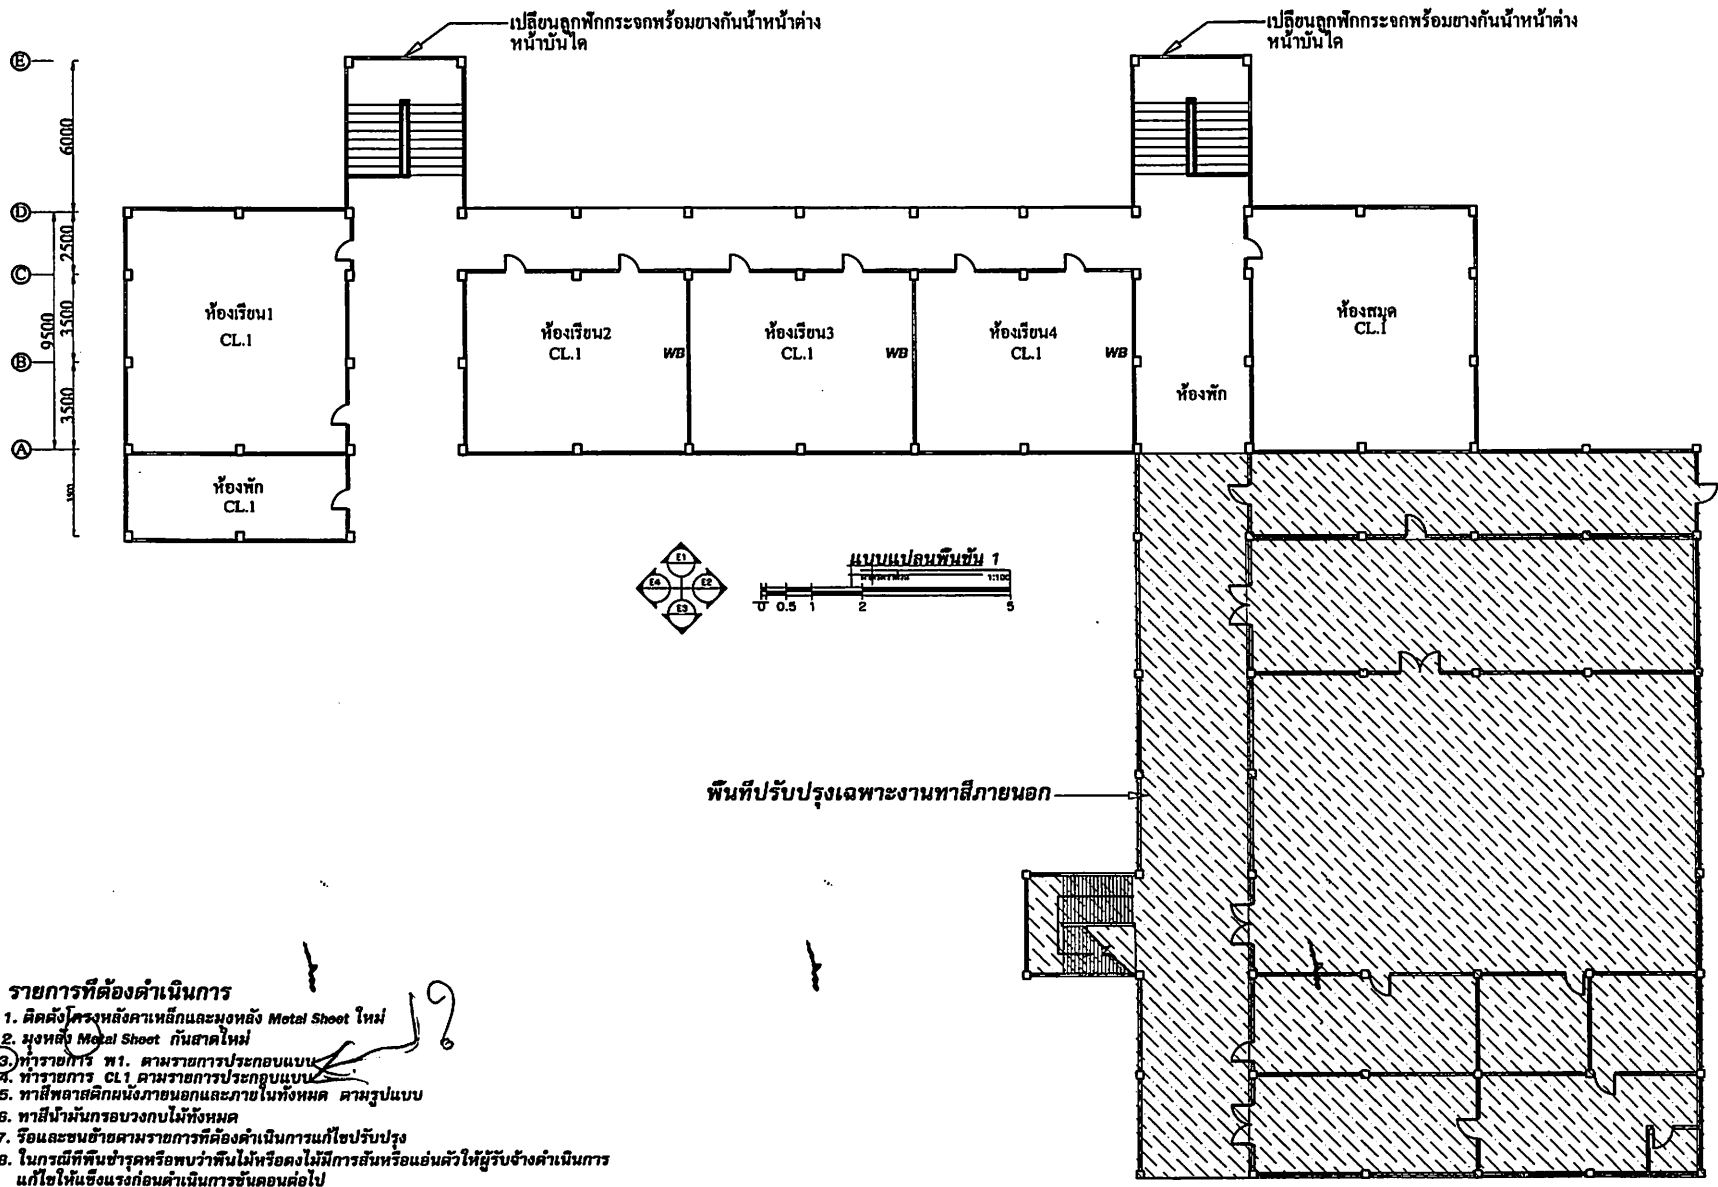 เปลี่ยนลูกฟักกระจกพร้อมยางกันน้ำหน้าต่าง
หน้าบันได
เปลี่ยนลูกฟักกระจกพร้อมยางกันน้ำหน้าต่าง
หน้าบันได
E
6000
D
2500
C
3500
9500
B
3500
A
ห้องเรียน1
CL.1
ห้องเรียน2
CL.1
WB
ห้องเรียน3
CL.1
WB
ห้องเรียน4
CL.1
WB
ห้องพัก
ห้องสมุด
CL.1
ห้องพัก
CL.1
E1
E4
E2
E3
แบบแปลนพื้นชั้น 1
1:100
0 0.5 1 2 5
พื้นที่ปรับปรุงเฉพาะงานทาสีภายนอก
รายการที่ต้องดำเนินการ
1. ติดตั้งโครงหลังคาเหล็กและมุงหลัง Metal Sheet ใหม่
2. มุงหลัง Metal Sheet กันสาดใหม่
3. ทำรายการ พ1. ตามรายการประกอบแบบ
4. ทำรายการ CL1 ตามรายการประกอบแบบ
5. ทาสีพลาสติกผนังภายนอกและภายในทั้งหมด ตามรูปแบบ
6. ทาสีน้ำมันกรอบวงกบไม้ทั้งหมด
7. รื้อและขนย้ายตามรายการที่ต้องดำเนินการแก้ไขปรับปรุง
8. ในกรณีที่พื้นชำรุดหรือพบว่าพื้นไม้หรือตงไม้มีการสั่นหรือแอ่นตัวให้ผู้รับจ้างดำเนินการ
แก้ไขให้แข็งแรงก่อนดำเนินการขั้นตอนต่อไป